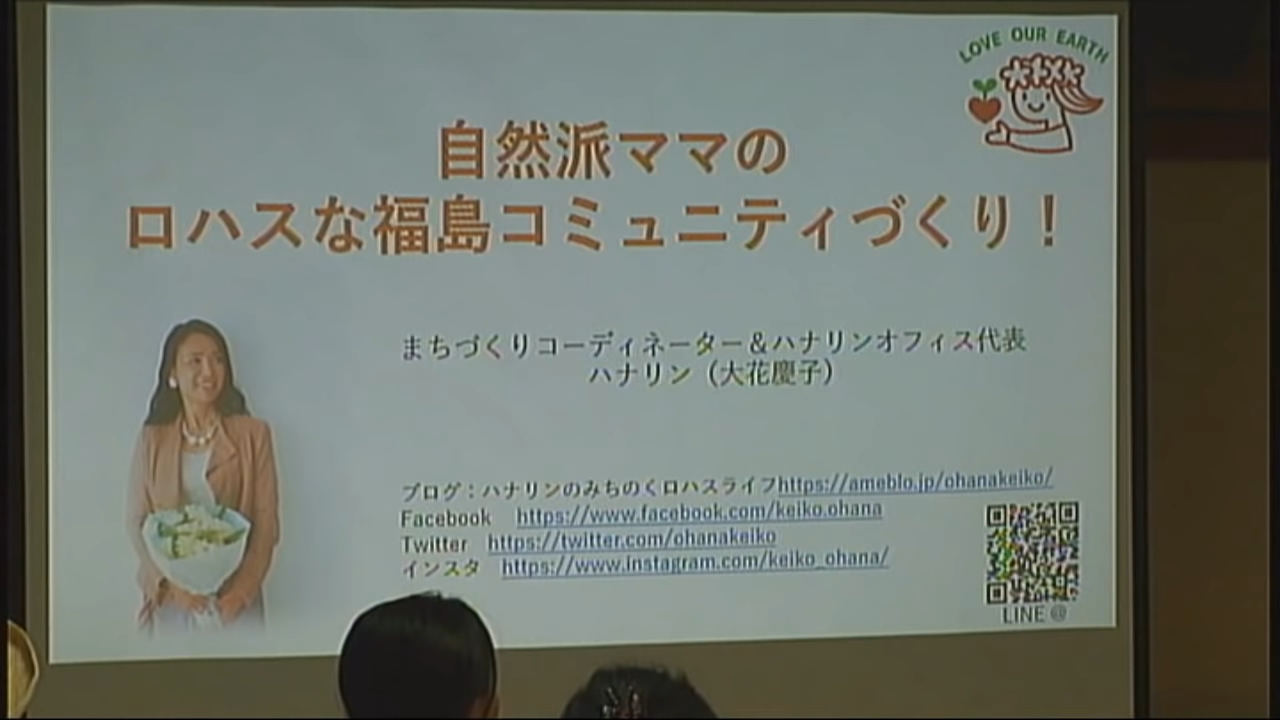 LOVE OUR EARTH
自然派ママの
ロハスな福島コミュニティづくり！
まちづくりコーディネーター＆ハナリンオフィス代表
ハナリン（大花慶子）
ブログ：ハナリンのみちのくロハスライフhttps://ameblo.jp/ohanakeiko/
Facebook https://www.facebook.com/keiko.ohana
Twitter https://twitter.com/ohanakeiko
インスタ https://www.instagram.com/keiko_ohana/
LINE@